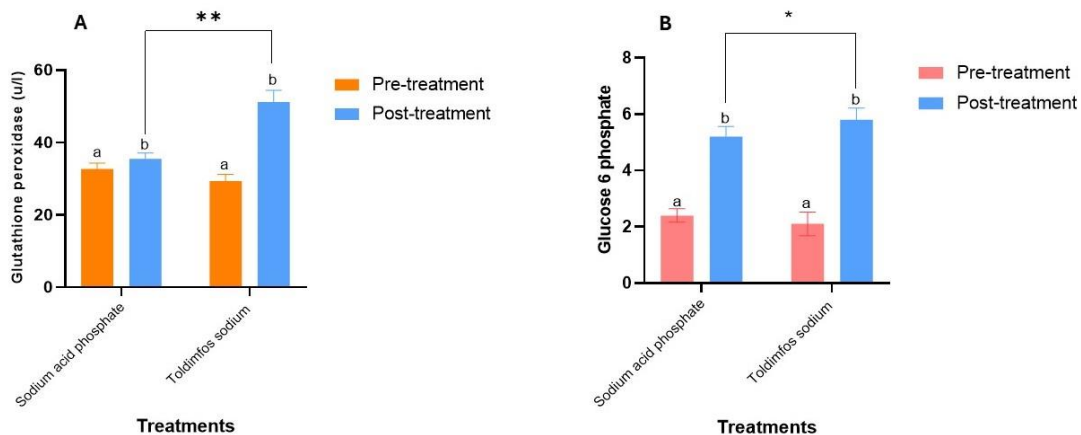 A
**
Glutathione peroxidase (u/l)
60
40
20
0
a
b
a
b
Pre-treatment
Post-treatment
Sodium acid phosphate
Toldimfos sodium
Treatments
B
*
Glucose 6 phosphate
8
6
4
2
0
a
b
a
b
Pre-treatment
Post-treatment
Sodium acid phosphate
Toldimfos sodium
Treatments